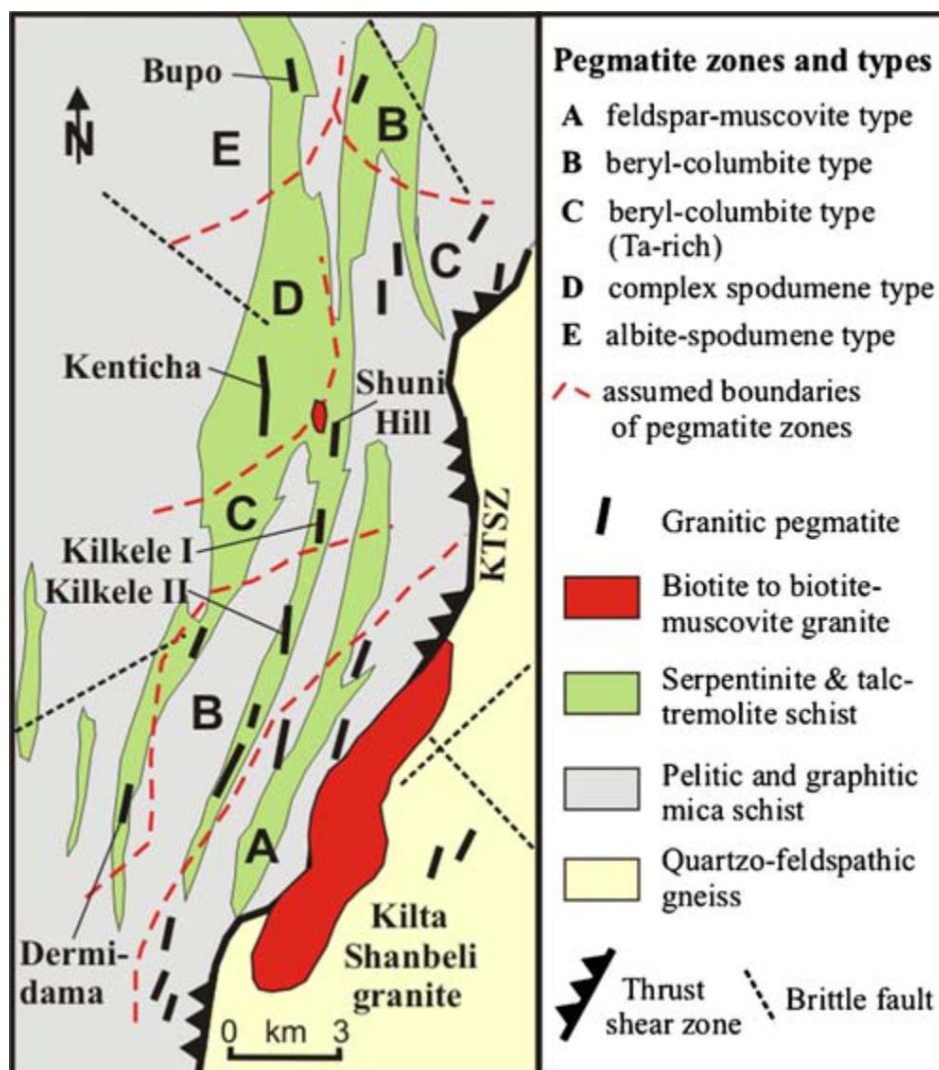 Bupo
N
E
B
C
D
Kenticha
Shuni
Hill
C
Kilkele I
Kilkele II
KTSZ
B
A
Dermi-
dama
Kilta
Shanbeli
granite
0 km 3
Pegmatite zones and types
A feldspar-muscovite type
B beryl-columbite type
C beryl-columbite type
(Ta-rich)
D complex spodumene type
E albite-spodumene type
assumed boundaries
of pegmatite zones
Granitic pegmatite
Biotite to biotite-
muscovite granite
Serpentinite & talc-
tremolite schist
Pelitic and graphitic
mica schist
Quartzo-feldspathic
gneiss
Thrust
shear zone
Brittle fault